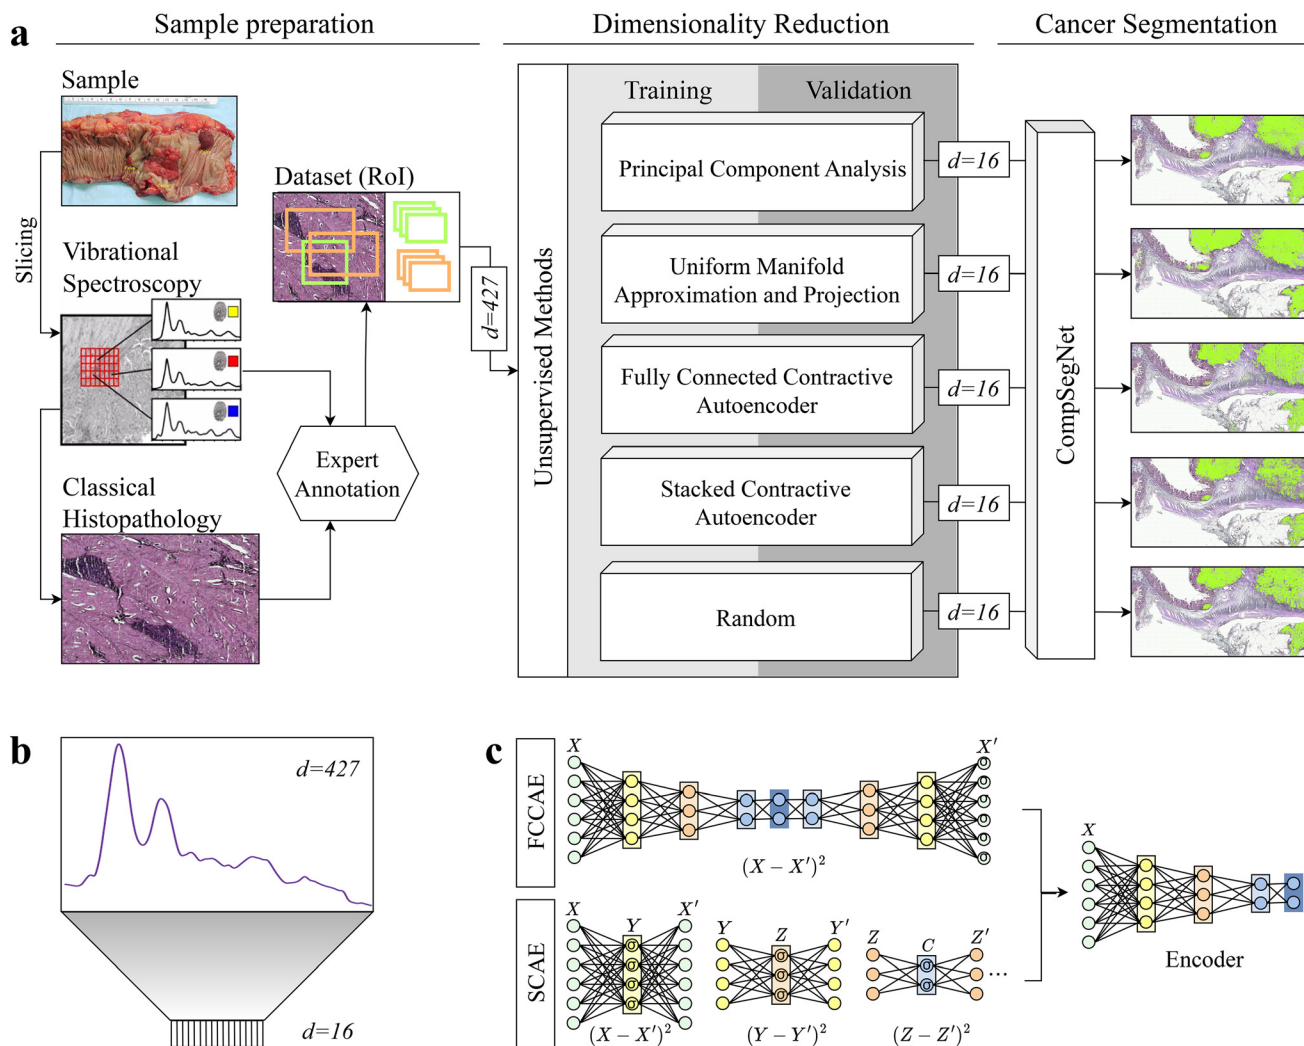 a
Sample preparation
Dimensionality Reduction
Cancer Segmentation
Sample
Slicing
Vibrational
Spectroscopy
Classical
Histopathology
Dataset (RoI)
Expert
Annotation
d=427
Unsupervised Methods
Training
Validation
Principal Component Analysis
d=16
Uniform Manifold
Approximation and Projection
d=16
Fully Connected Contractive
Autoencoder
d=16
Stacked Contractive
Autoencoder
d=16
Random
d=16
CompSegNet
b
d=427
d=16
c
FCCAE
X
X′
σ
σ
σ
σ
σ
σ
(X − X′)²
SCAE
X
Y
X′
σ
σ
σ
σ
(X − X′)²
Y
Z
Y′
σ
σ
σ
(Y − Y′)²
Z
C
Z′
σ
σ
...
(Z − Z′)²
X
Encoder